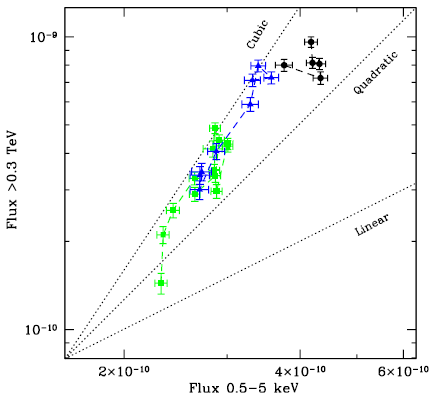 10⁻⁹
Cubic
Quadratic
Flux >0.3 TeV
Linear
10⁻¹⁰
2×10⁻¹⁰
4×10⁻¹⁰
6×10⁻¹⁰
Flux 0.5−5 keV